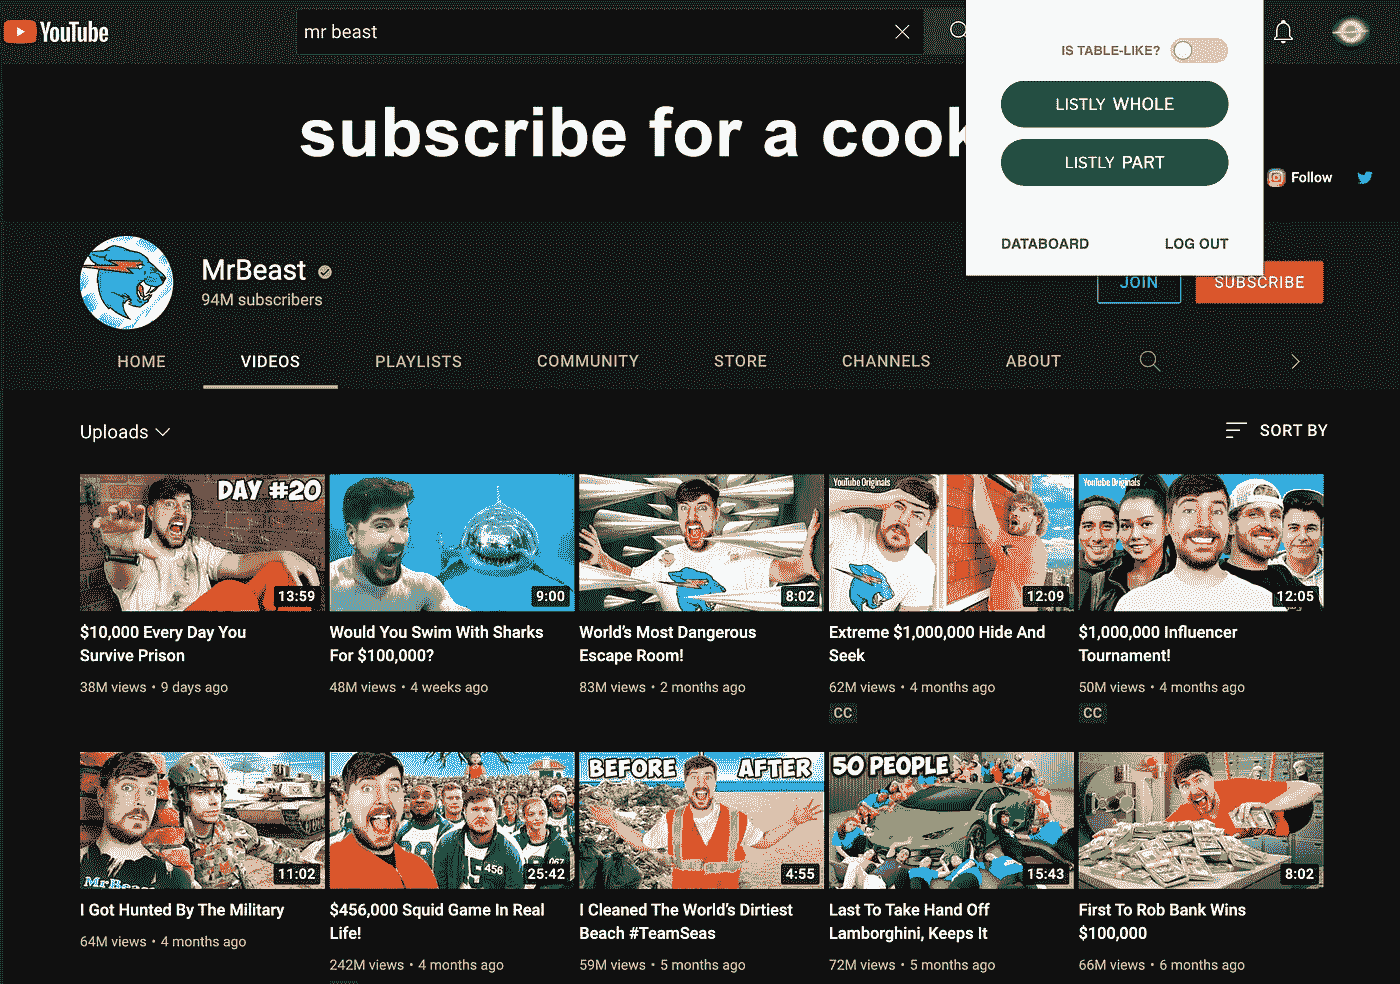 YouTube
mr beast
IS TABLE-LIKE?
LISTLY WHOLE
LISTLY PART
DATABOARD LOG OUT
subscribe for a cook
Follow
MrBeast
94M subscribers
JOIN SUBSCRIBE
HOME VIDEOS PLAYLISTS COMMUNITY STORE CHANNELS ABOUT
Uploads SORT BY
DAY #20
13:59
9:00
8:02
YouTube Originals
12:09
YouTube Originals
12:05
$10,000 Every Day You
Survive Prison
38M views • 9 days ago
Would You Swim With Sharks
For $100,000?
48M views • 4 weeks ago
World's Most Dangerous
Escape Room!
83M views • 2 months ago
Extreme $1,000,000 Hide And
Seek
62M views • 4 months ago
CC
$1,000,000 Influencer
Tournament!
50M views • 4 months ago
CC
MrBeas
11:02
456
067
25:42
BEFORE AFTER
4:55
50 PEOPLE
15:43
8:02
I Got Hunted By The Military
64M views • 4 months ago
$456,000 Squid Game In Real
Life!
242M views • 4 months ago
I Cleaned The World's Dirtiest
Beach #TeamSeas
59M views • 5 months ago
Last To Take Hand Off
Lamborghini, Keeps It
72M views • 5 months ago
First To Rob Bank Wins
$100,000
66M views • 6 months ago